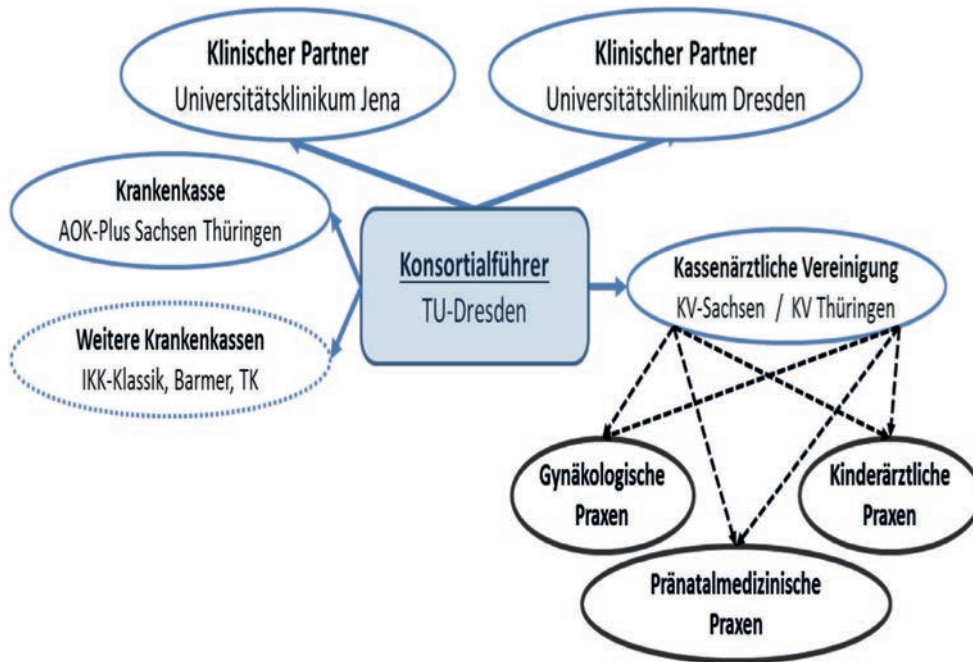 Klinischer Partner
Universitätsklinikum Jena
Klinischer Partner
Universitätsklinikum Dresden
Krankenkasse
AOK-Plus Sachsen Thüringen
Konsortialführer
TU-Dresden
Kassenärztliche Vereinigung
KV-Sachsen / KV Thüringen
Weitere Krankenkassen
IKK-Klassik, Barmer, TK
Gynäkologische
Praxen
Kinderärztliche
Praxen
Pränatalmedizinische
Praxen